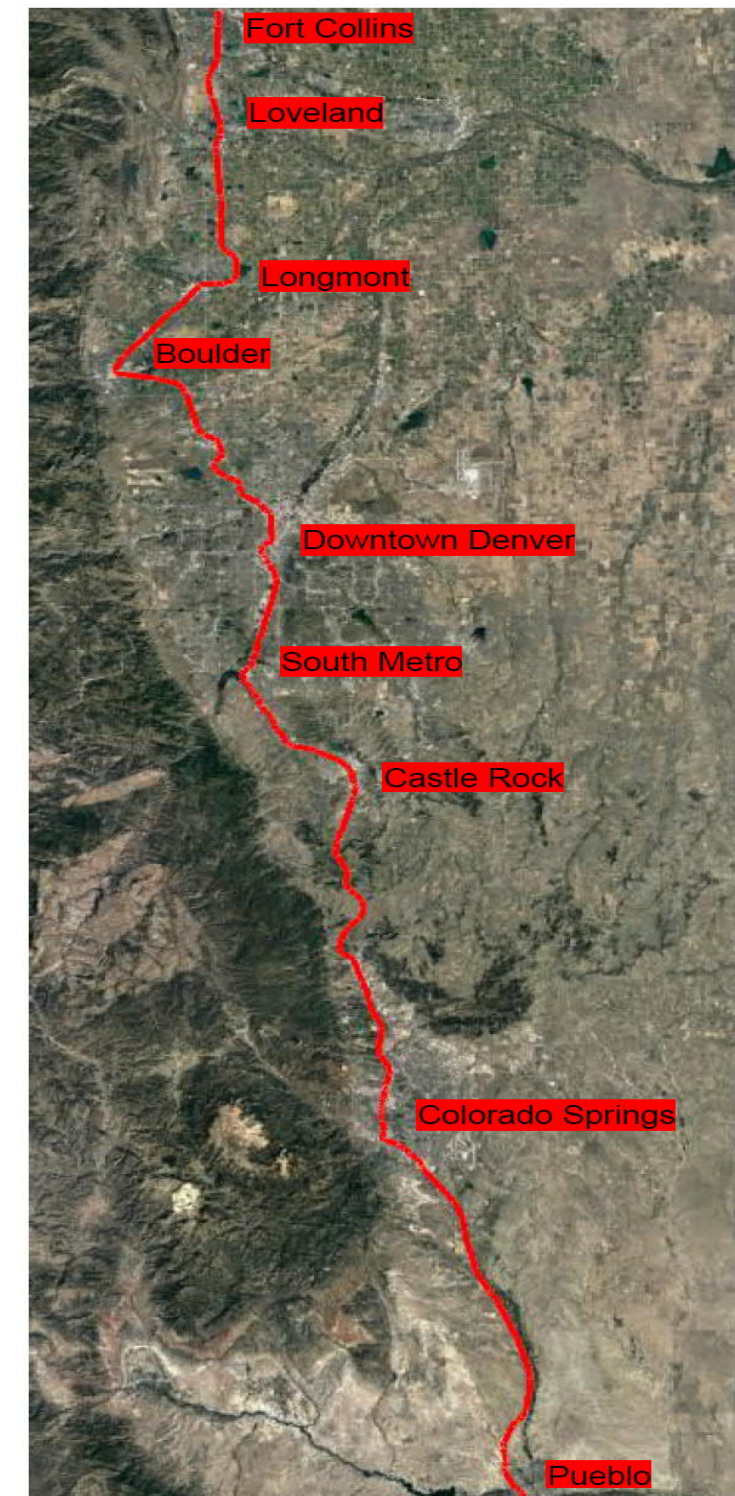 Fort Collins
Loveland
Longmont
Boulder
Downtown Denver
South Metro
Castle Rock
Colorado Springs
Pueblo